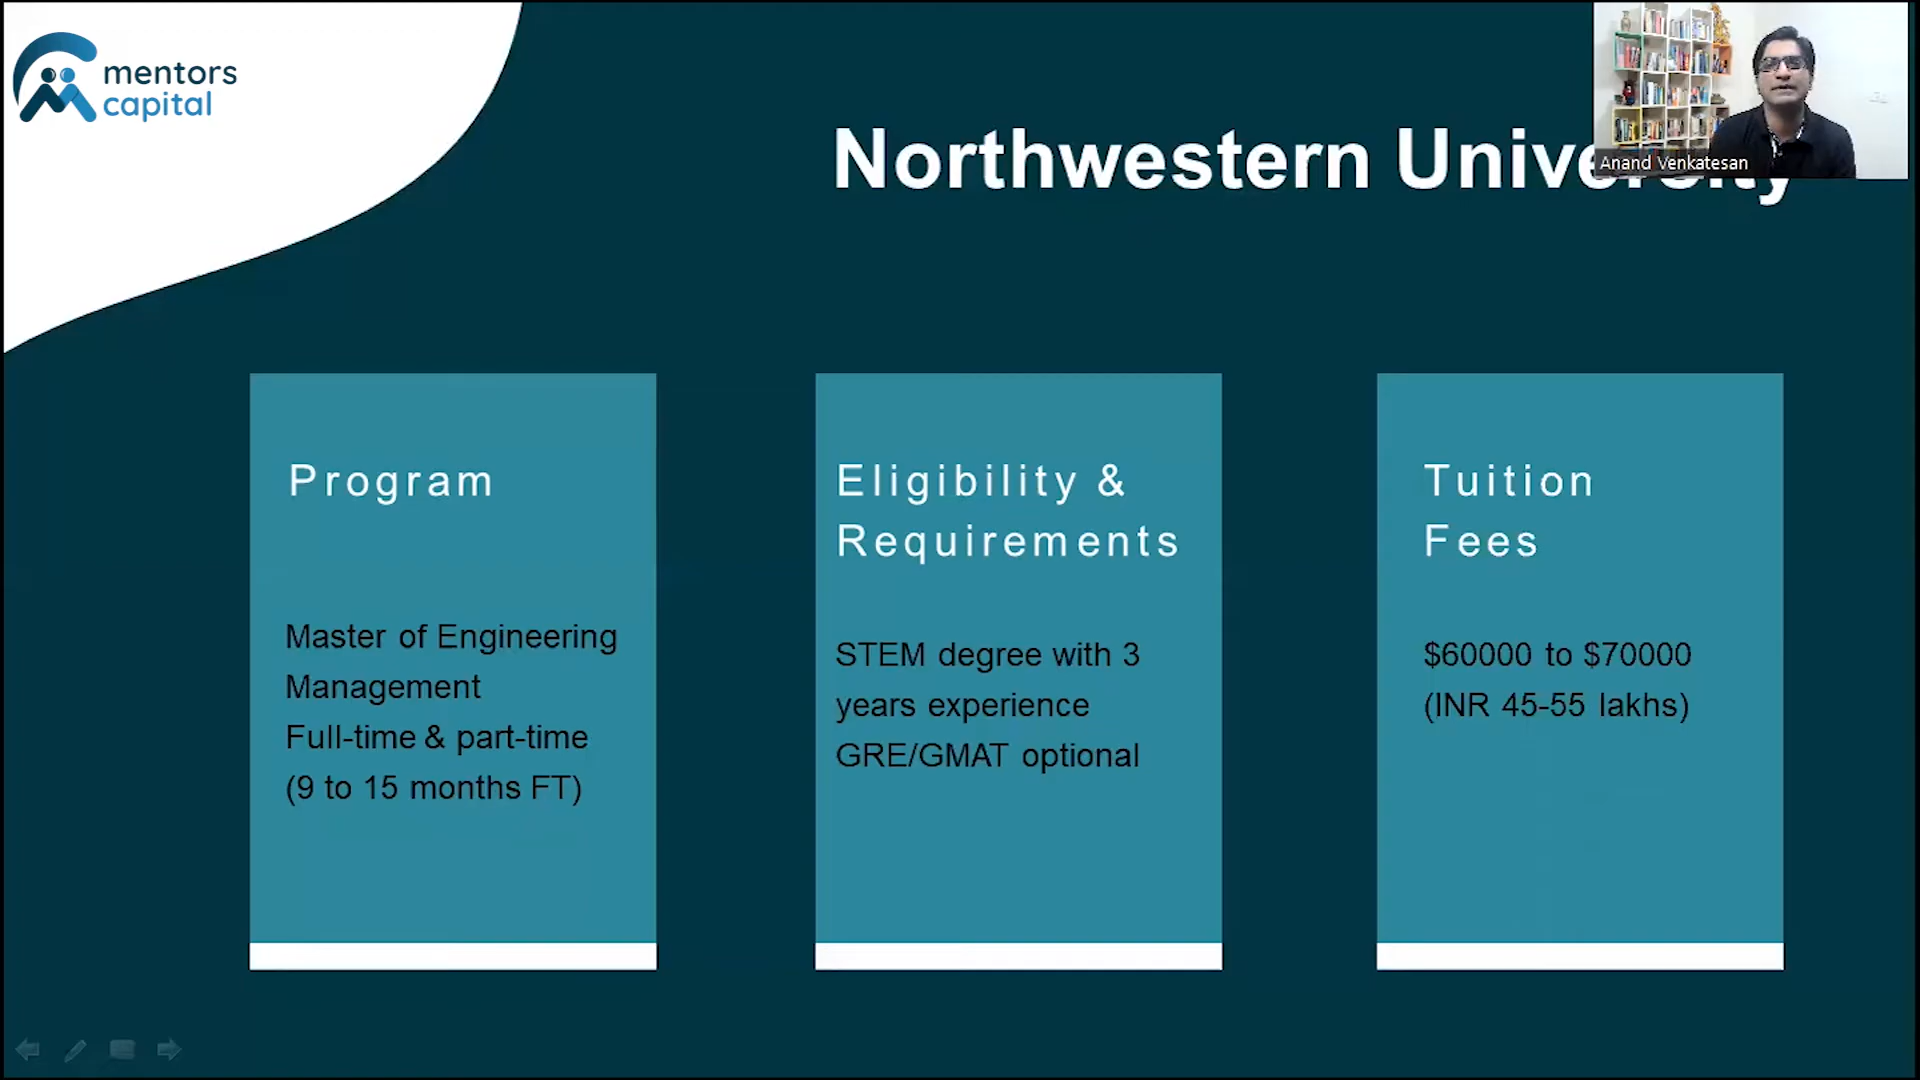 mentors
capital
Northwestern University
Anand Venkatesan
Program
Master of Engineering
Management
Full-time & part-time
(9 to 15 months FT)
Eligibility &
Requirements
STEM degree with 3
years experience
GRE/GMAT optional
Tuition
Fees
$60000 to $70000
(INR 45-55 lakhs)